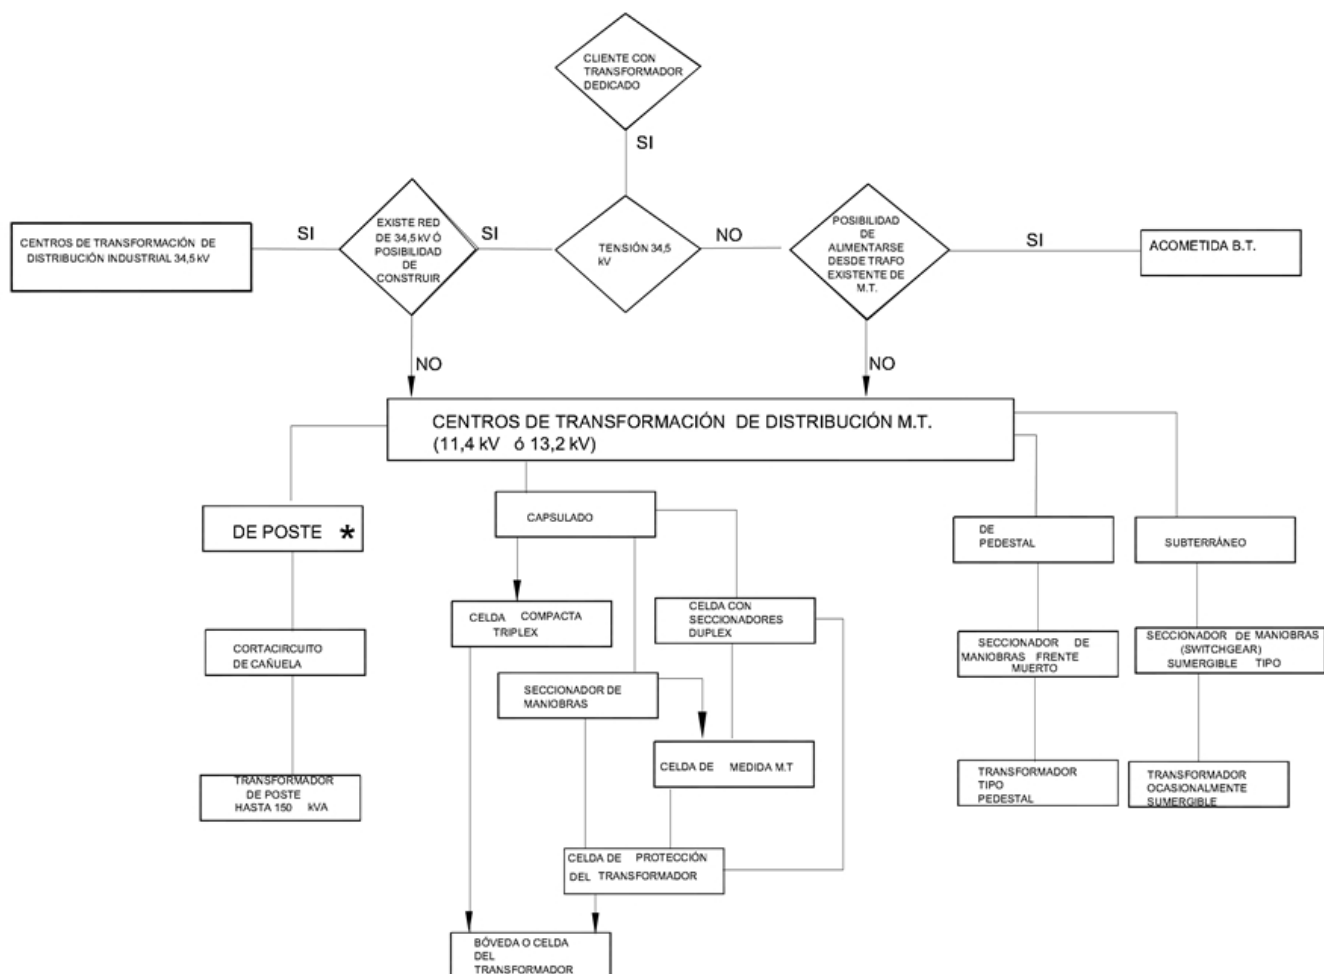 CLIENTE CON
TRANSFORMADOR
DEDICADO
SI
CENTROS DE TRANSFORMACIÓN DE
DISTRIBUCIÓN INDUSTRIAL 34,5 kV
SI
EXISTE RED
DE 34,5 kV Ó
POSIBILIDAD
DE
CONSTRUIR
SI
TENSIÓN 34,5
kV
NO
POSIBILIDAD
DE
ALIMENTARSE
DESDE TRAFO
EXISTENTE DE
M.T.
SI
ACOMETIDA B.T.
NO
NO
CENTROS DE TRANSFORMACIÓN DE DISTRIBUCIÓN M.T.
(11,4 kV ó 13,2 kV)
DE POSTE *
CORTACIRCUITO
DE CAÑUELA
TRANSFORMADOR
DE POSTE
HASTA 150 kVA
CAPSULADO
CELDA COMPACTA
TRIPLEX
CELDA CON
SECCIONADORES
DUPLEX
SECCIONADOR DE
MANIOBRAS
CELDA DE MEDIDA M.T
CELDA DE PROTECCIÓN
DEL TRANSFORMADOR
BÓVEDA O CELDA
DEL
TRANSFORMADOR
DE
PEDESTAL
SECCIONADOR DE
MANIOBRAS FRENTE
MUERTO
TRANSFORMADOR
TIPO
PEDESTAL
SUBTERRÁNEO
SECCIONADOR DE MANIOBRAS
(SWITCHGEAR)
SUMERGIBLE TIPO
TRANSFORMADOR
OCASIONALMENTE
SUMERGIBLE